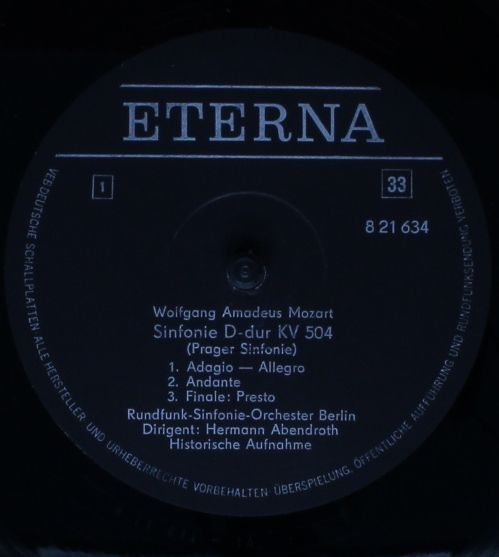 ETERNA
1
33
8 21 634
Wolfgang Amadeus Mozart
Sinfonie D-dur KV 504
(Prager Sinfonie)
1. Adagio — Allegro
2. Andante
3. Finale: Presto
Rundfunk-Sinfonie-Orchester Berlin
Dirigent: Hermann Abendroth
Historische Aufnahme
VEB DEUTSCHE SCHALLPLATTEN ALLE HERSTELLER- UND URHEBERRECHTE VORBEHALTEN ÜBERSPIELUNG, ÖFFENTLICHE AUFFÜHRUNG UND RUNDFUNKSENDUNG VERBOTEN